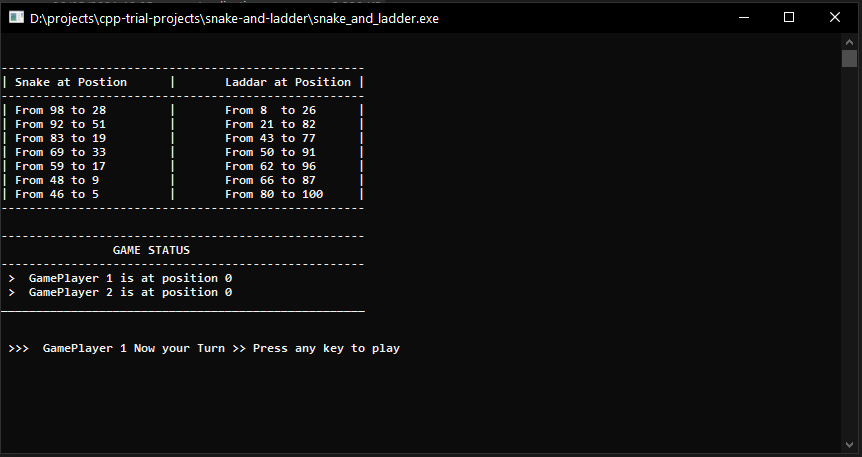 D:\projects\cpp-trial-projects\snake-and-ladder\snake_and_ladder.exe
----------------------------------------------------
| Snake at Postion      |       Laddar at Position |
----------------------------------------------------
| From 98 to 28         |       From 8  to 26      |
| From 92 to 51         |       From 21 to 82      |
| From 83 to 19         |       From 43 to 77      |
| From 69 to 33         |       From 50 to 91      |
| From 59 to 17         |       From 62 to 96      |
| From 48 to 9          |       From 66 to 87      |
| From 46 to 5          |       From 80 to 100     |
----------------------------------------------------
----------------------------------------------------
                GAME STATUS
----------------------------------------------------
 >  GamePlayer 1 is at position 0
 >  GamePlayer 2 is at position 0
____________________________________________________
 >>>  GamePlayer 1 Now your Turn >> Press any key to play